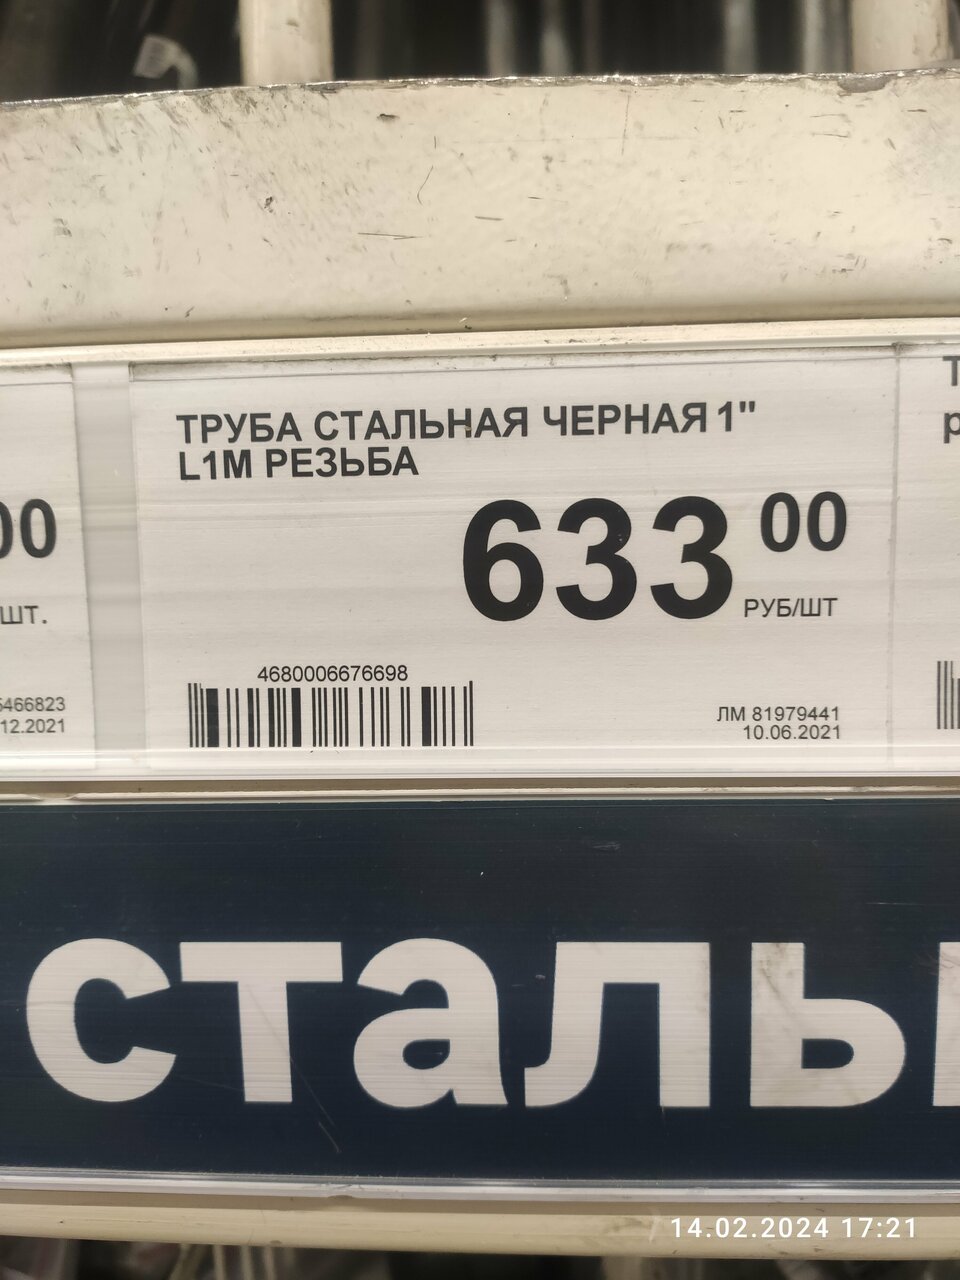 ТРУБА СТАЛЬНАЯ ЧЕРНАЯ 1"
L1М РЕЗЬБА
633 00
РУБ/ШТ
4680006676698
ЛМ 81979441
10.06.2021
00
ШТ.
5466823
12.2021
Т
р
сталь
14.02.2024 17:21